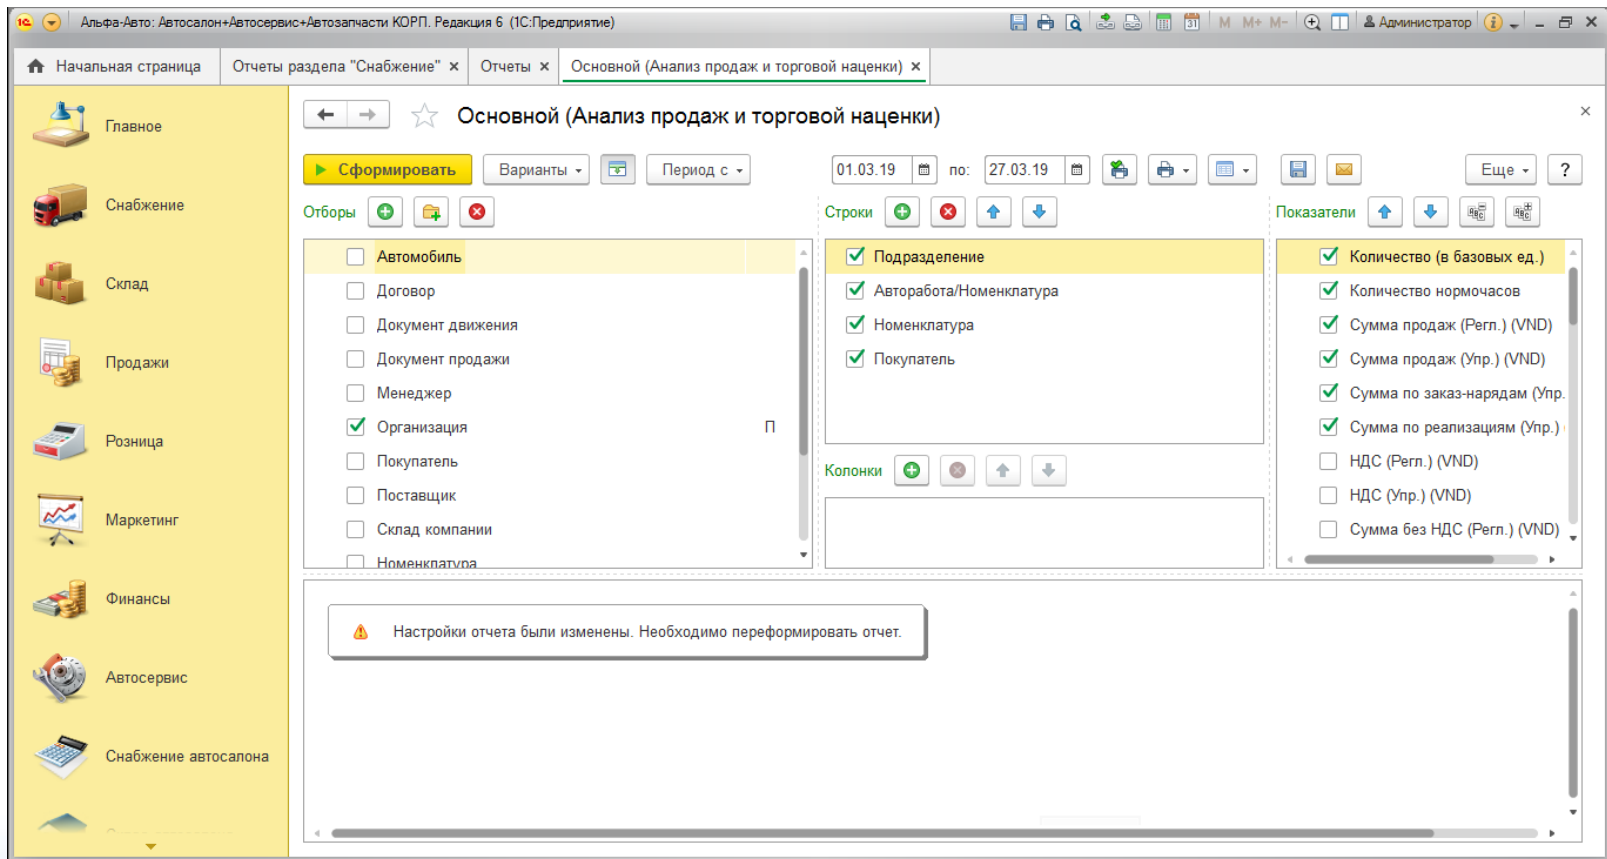 Альфа-Авто: Автосалон+Автосервис+Автозапчасти КОРП. Редакция 6 (1С:Предприятие)
M M+ M- Администратор
Начальная страница Отчеты раздела "Снабжение" Отчеты Основной (Анализ продаж и торговой наценки)
Главное
Снабжение
Склад
Продажи
Розница
Маркетинг
Финансы
Автосервис
Снабжение автосалона
Основной (Анализ продаж и торговой наценки)
Сформировать Варианты Период с 01.03.19 по: 27.03.19 Еще ?
Отборы
Автомобиль
Договор
Документ движения
Документ продажи
Менеджер
Организация П
Покупатель
Поставщик
Склад компании
Номенклатура
Строки
Подразделение
Авторабота/Номенклатура
Номенклатура
Покупатель
Колонки
Показатели
Количество (в базовых ед.)
Количество нормочасов
Сумма продаж (Регл.) (VND)
Сумма продаж (Упр.) (VND)
Сумма по заказ-нарядам (Упр.
Сумма по реализациям (Упр.)
НДС (Регл.) (VND)
НДС (Упр.) (VND)
Сумма без НДС (Регл.) (VND)
Настройки отчета были изменены. Необходимо переформировать отчет.